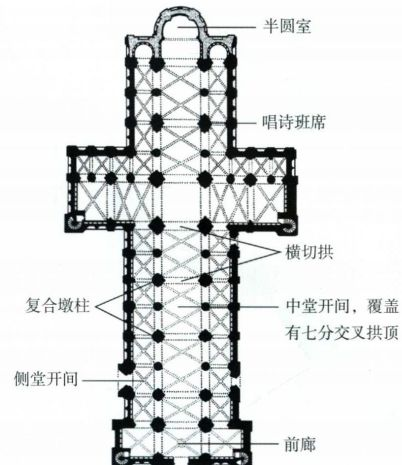 半圆室
唱诗班席
横切拱
复合墩柱
中堂开间，覆盖
有七分交叉拱顶
侧堂开间
前廊